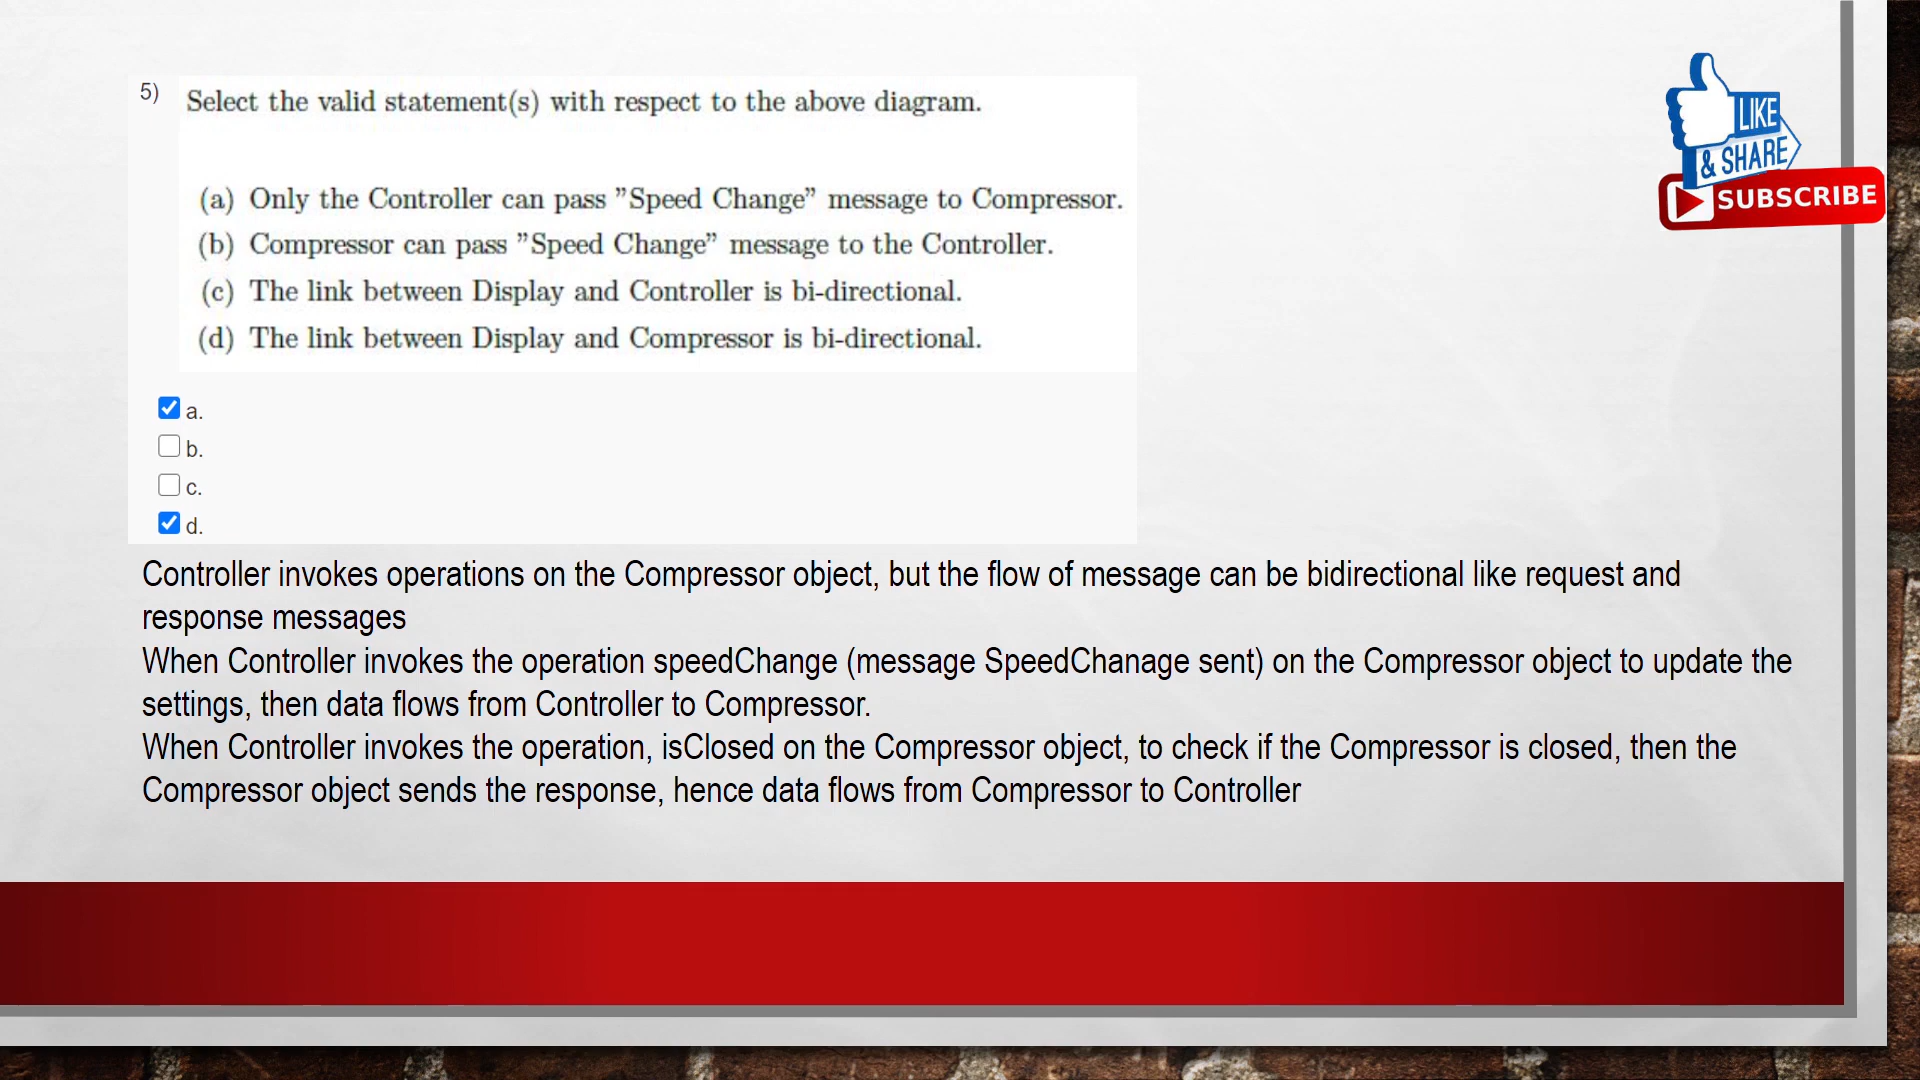 5)
Select the valid statement(s) with respect to the above diagram.
(a) Only the Controller can pass "Speed Change" message to Compressor.
(b) Compressor can pass "Speed Change" message to the Controller.
(c) The link between Display and Controller is bi-directional.
(d) The link between Display and Compressor is bi-directional.
a.
b.
c.
d.
Controller invokes operations on the Compressor object, but the flow of message can be bidirectional like request and
response messages
When Controller invokes the operation speedChange (message SpeedChanage sent) on the Compressor object to update the
settings, then data flows from Controller to Compressor.
When Controller invokes the operation, isClosed on the Compressor object, to check if the Compressor is closed, then the
Compressor object sends the response, hence data flows from Compressor to Controller
LIKE
& SHARE
SUBSCRIBE